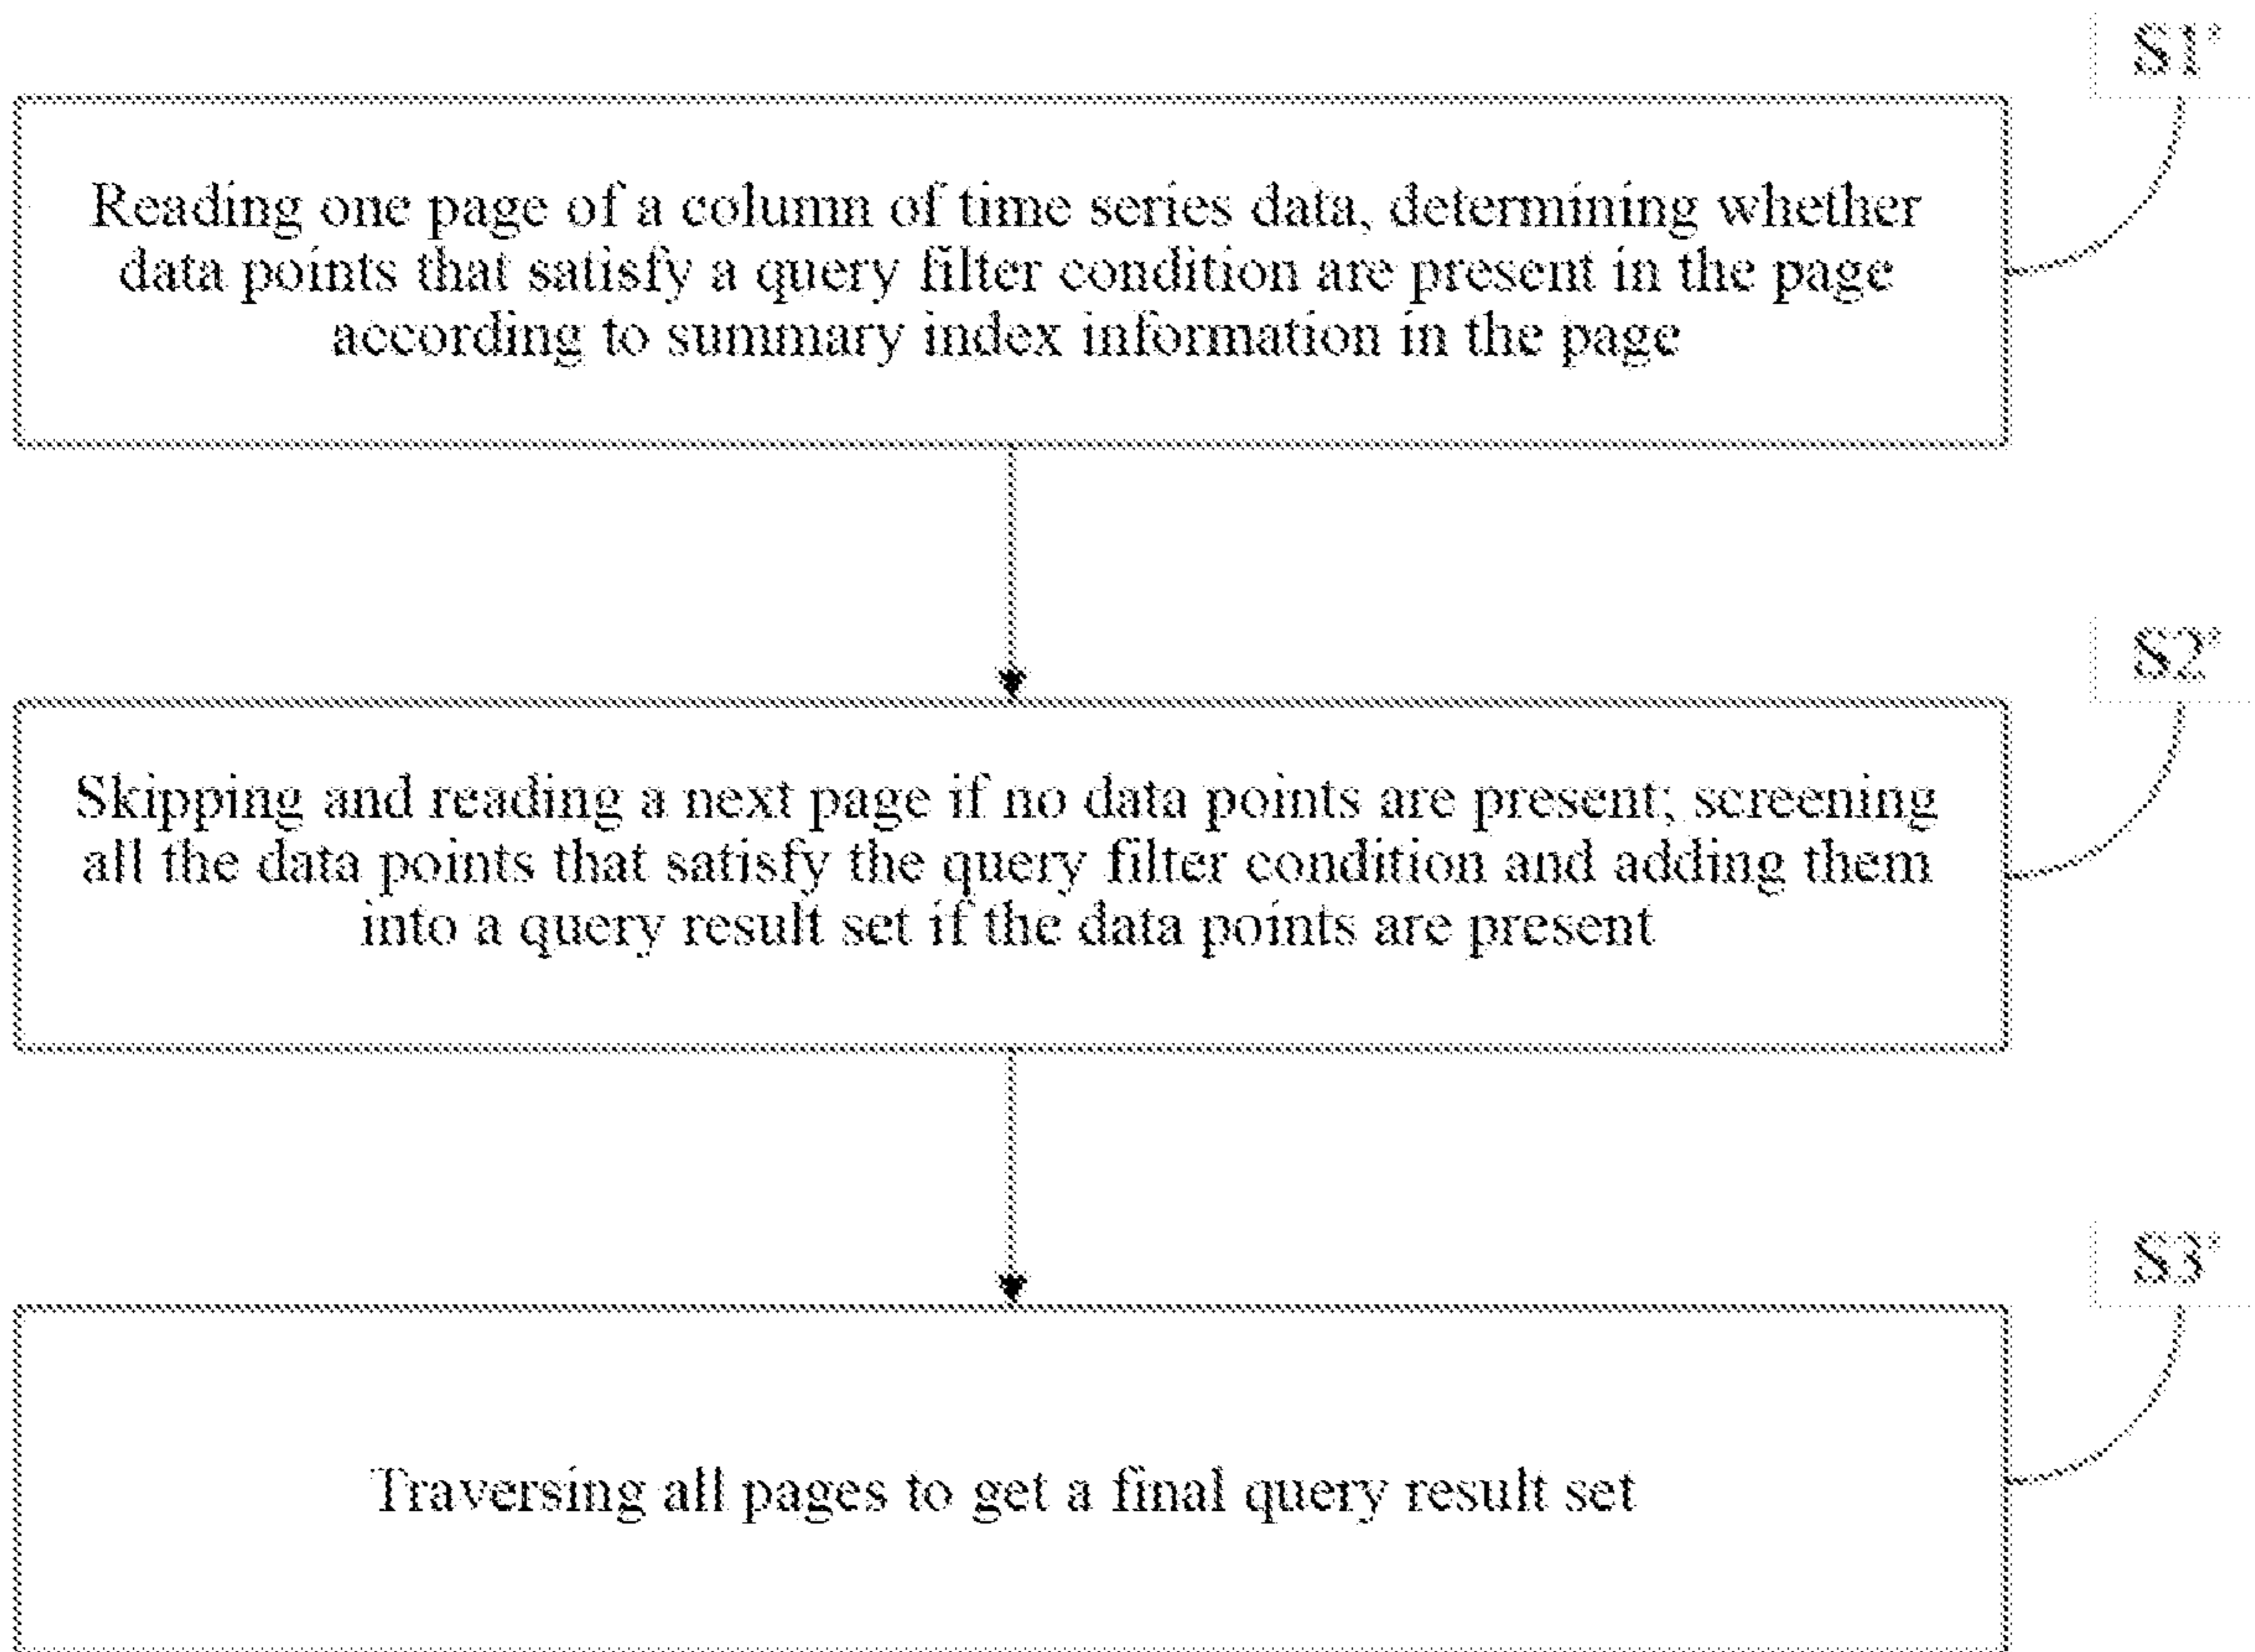 S1'
Reading one page of a column of time series data, determining whether
data points that satisfy a query filter condition are present in the page
according to summary index information in the page
S2'
Skipping and reading a next page if no data points are present; screening
all the data points that satisfy the query filter condition and adding them
into a query result set if the data points are present
S3'
Traversing all pages to get a final query result set